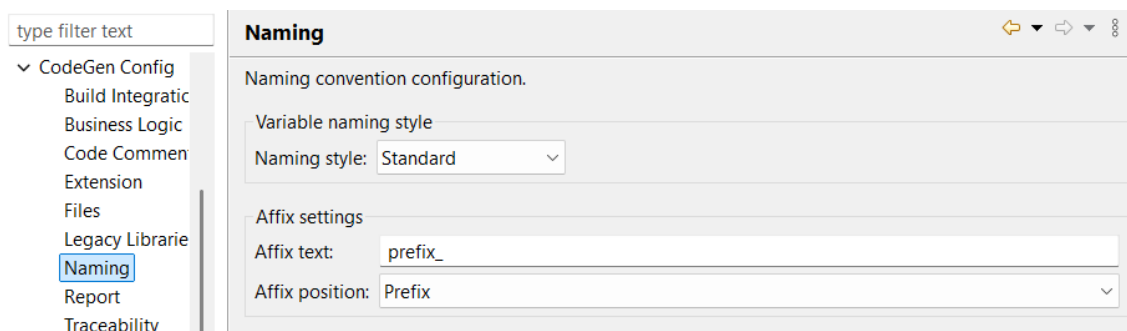 type filter text
CodeGen Config
Build Integratic
Business Logic
Code Commen
Extension
Files
Legacy Librarie
Naming
Report
Traceability
Naming
Naming convention configuration.
Variable naming style
Naming style: Standard
Affix settings
Affix text: prefix_
Affix position: Prefix